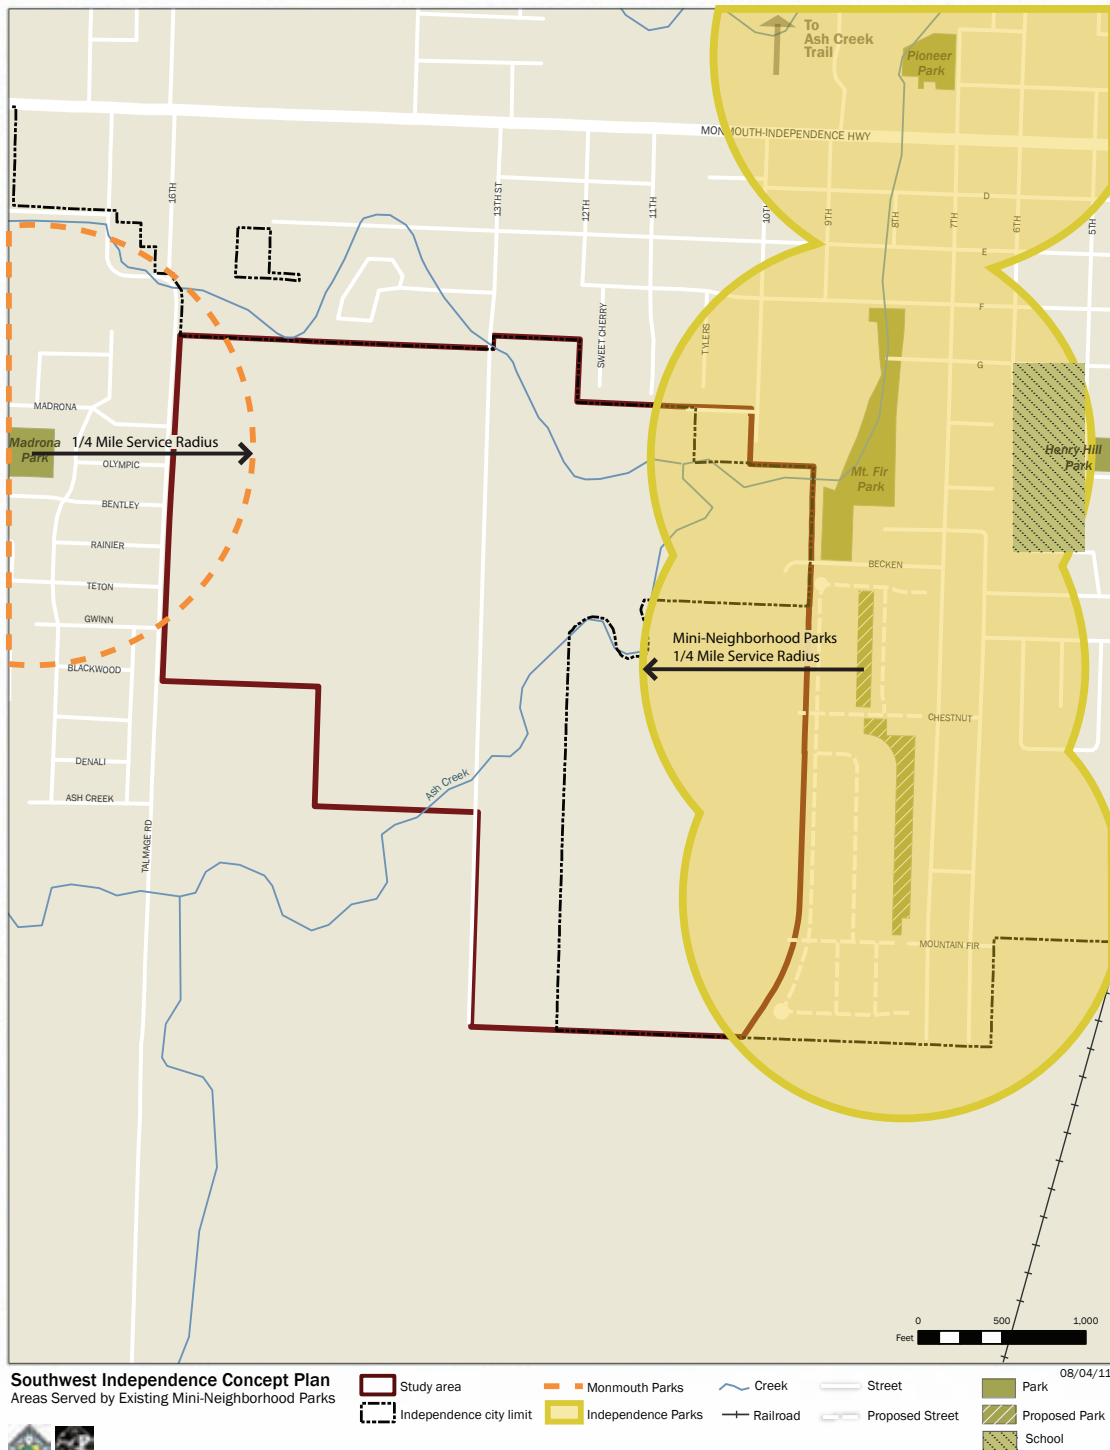 To
Ash Creek
Trail
Pioneer
Park
MONMOUTH-INDEPENDENCE HWY
16TH
13TH ST
12TH
11TH
10TH
9TH
8TH
7TH
6TH
5TH
D
E
F
G
SWEET CHERRY
TYLERS
MADRONA
Madrona
Park
1/4 Mile Service Radius
OLYMPIC
BENTLEY
RAINIER
TETON
GWINN
BLACKWOOD
DENALI
ASH CREEK
TALMAGE RD
Ash Creek
Mt. Fir
Park
Henry Hill
Park
BECKEN
Mini-Neighborhood Parks
1/4 Mile Service Radius
CHESTNUT
MOUNTAIN FIR
0 500 1,000
Feet
08/04/11
Southwest Independence Concept Plan
Areas Served by Existing Mini-Neighborhood Parks
Study area
Independence city limit
Monmouth Parks
Independence Parks
Creek
Railroad
Street
Proposed Street
Park
Proposed Park
School